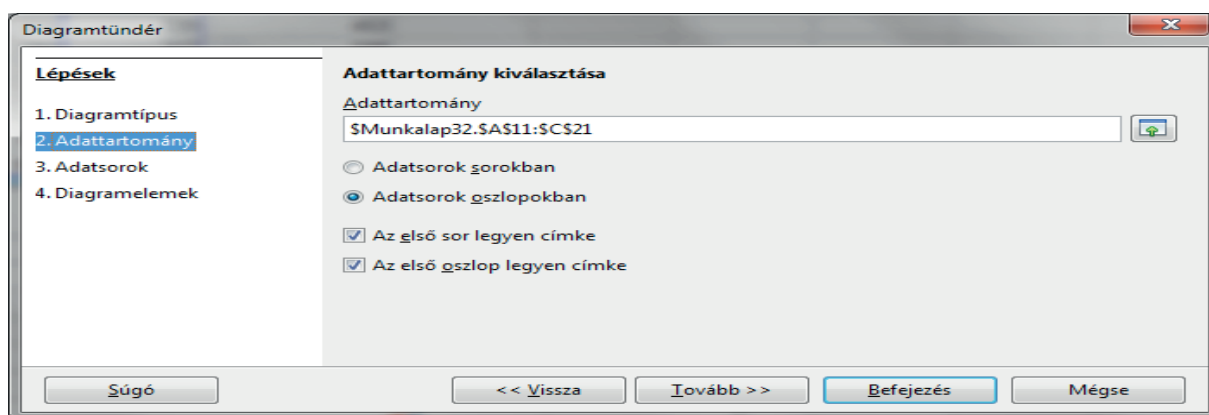 Diagramtündér
Lépések
1. Diagramtípus
2. Adattartomány
3. Adatsorok
4. Diagramelemek
Adattartomány kiválasztása
Adattartomány
$Munkalap32.$A$11:$C$21
Adatsorok sorokban
Adatsorok oszlopokban
Az első sor legyen címke
Az első oszlop legyen címke
Súgó
<< Vissza
Tovább >>
Befejezés
Mégse